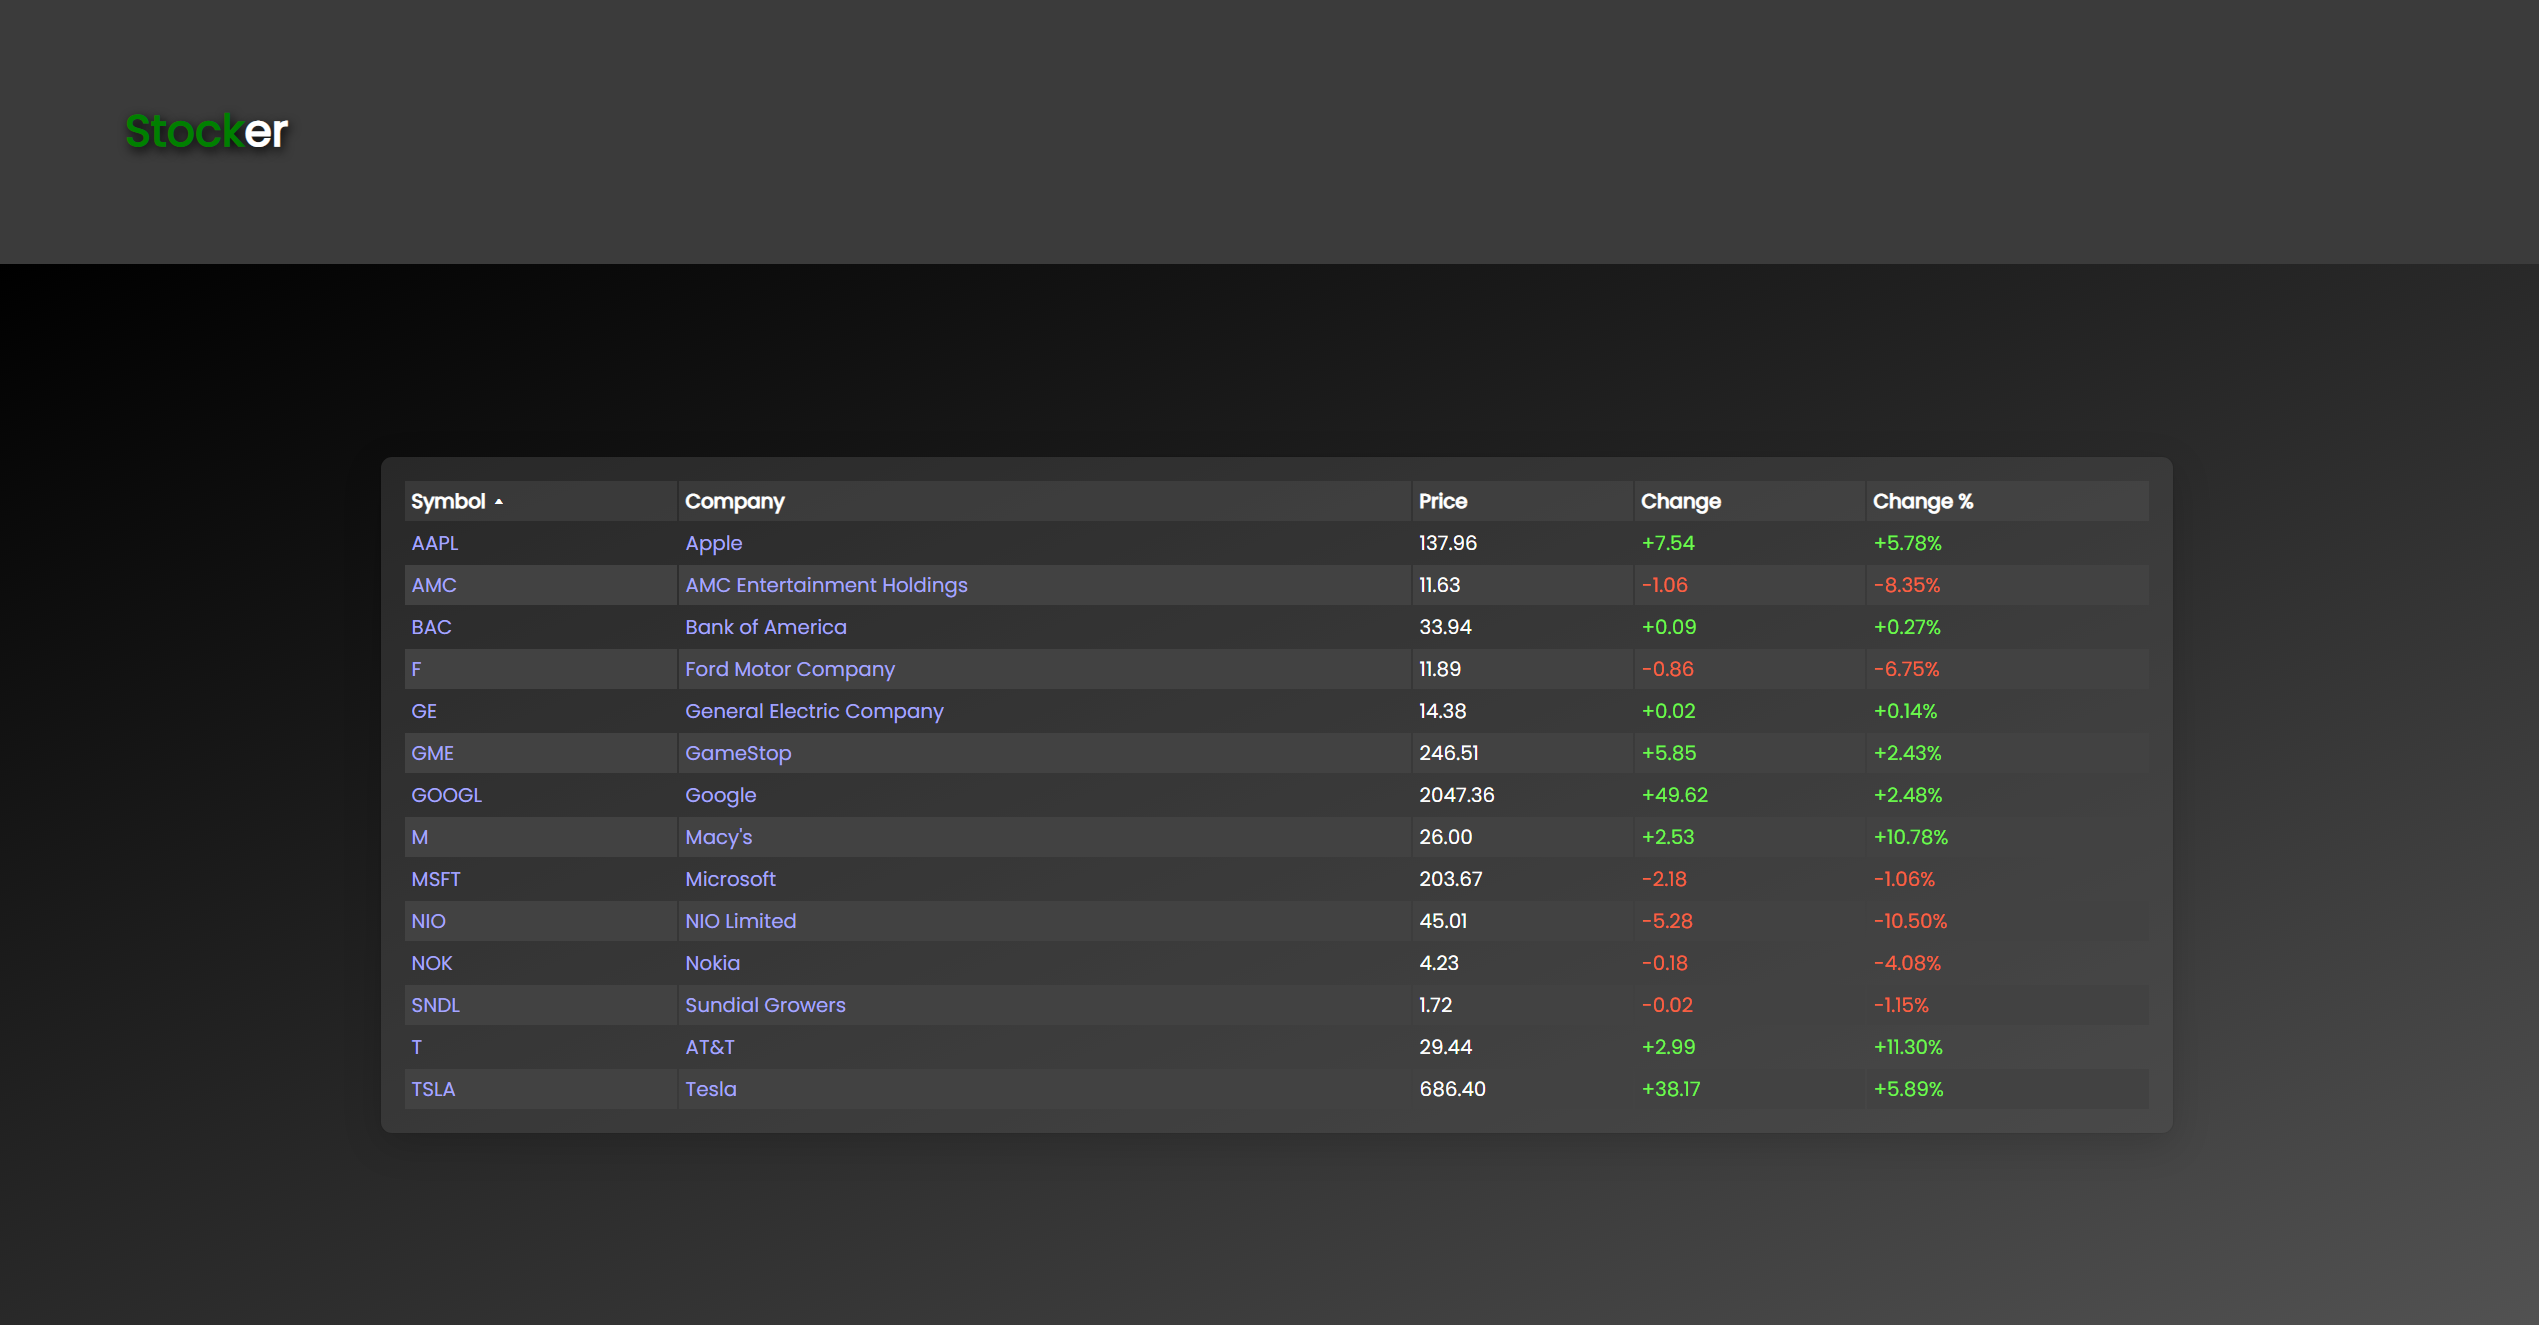 Stocker
Symbol Company Price Change Change %
AAPL Apple 137.96 +7.54 +5.78%
AMC AMC Entertainment Holdings 11.63 -1.06 -8.35%
BAC Bank of America 33.94 +0.09 +0.27%
F Ford Motor Company 11.89 -0.86 -6.75%
GE General Electric Company 14.38 +0.02 +0.14%
GME GameStop 246.51 +5.85 +2.43%
GOOGL Google 2047.36 +49.62 +2.48%
M Macy's 26.00 +2.53 +10.78%
MSFT Microsoft 203.67 -2.18 -1.06%
NIO NIO Limited 45.01 -5.28 -10.50%
NOK Nokia 4.23 -0.18 -4.08%
SNDL Sundial Growers 1.72 -0.02 -1.15%
T AT&T 29.44 +2.99 +11.30%
TSLA Tesla 686.40 +38.17 +5.89%